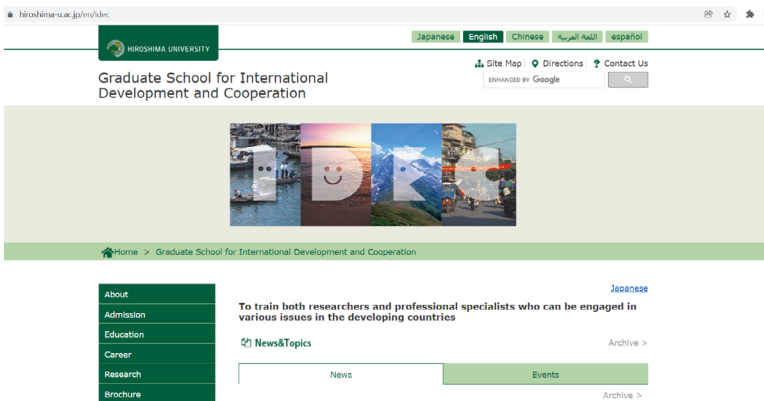 hiroshima-u.ac.jp/en/idec
Japanese English Chinese اللغة العربية español
HIROSHIMA UNIVERSITY
Site Map Directions ? Contact Us
Graduate School for International
Development and Cooperation
ENHANCED BY Google
IDEC
Home > Graduate School for International Development and Cooperation
Japanese
About
Admission
Education
Career
Research
Brochure
To train both researchers and professional specialists who can be engaged in
various issues in the developing countries
News&Topics Archive >
News Events
Archive >